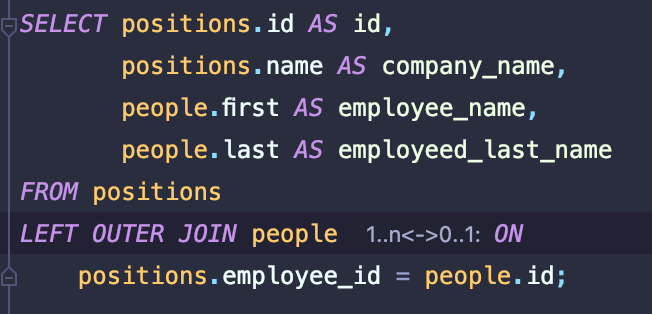 SELECT positions.id AS id,
positions.name AS company_name,
people.first AS employee_name,
people.last AS employeed_last_name
FROM positions
LEFT OUTER JOIN people 1..n<->0..1: ON
positions.employee_id = people.id;